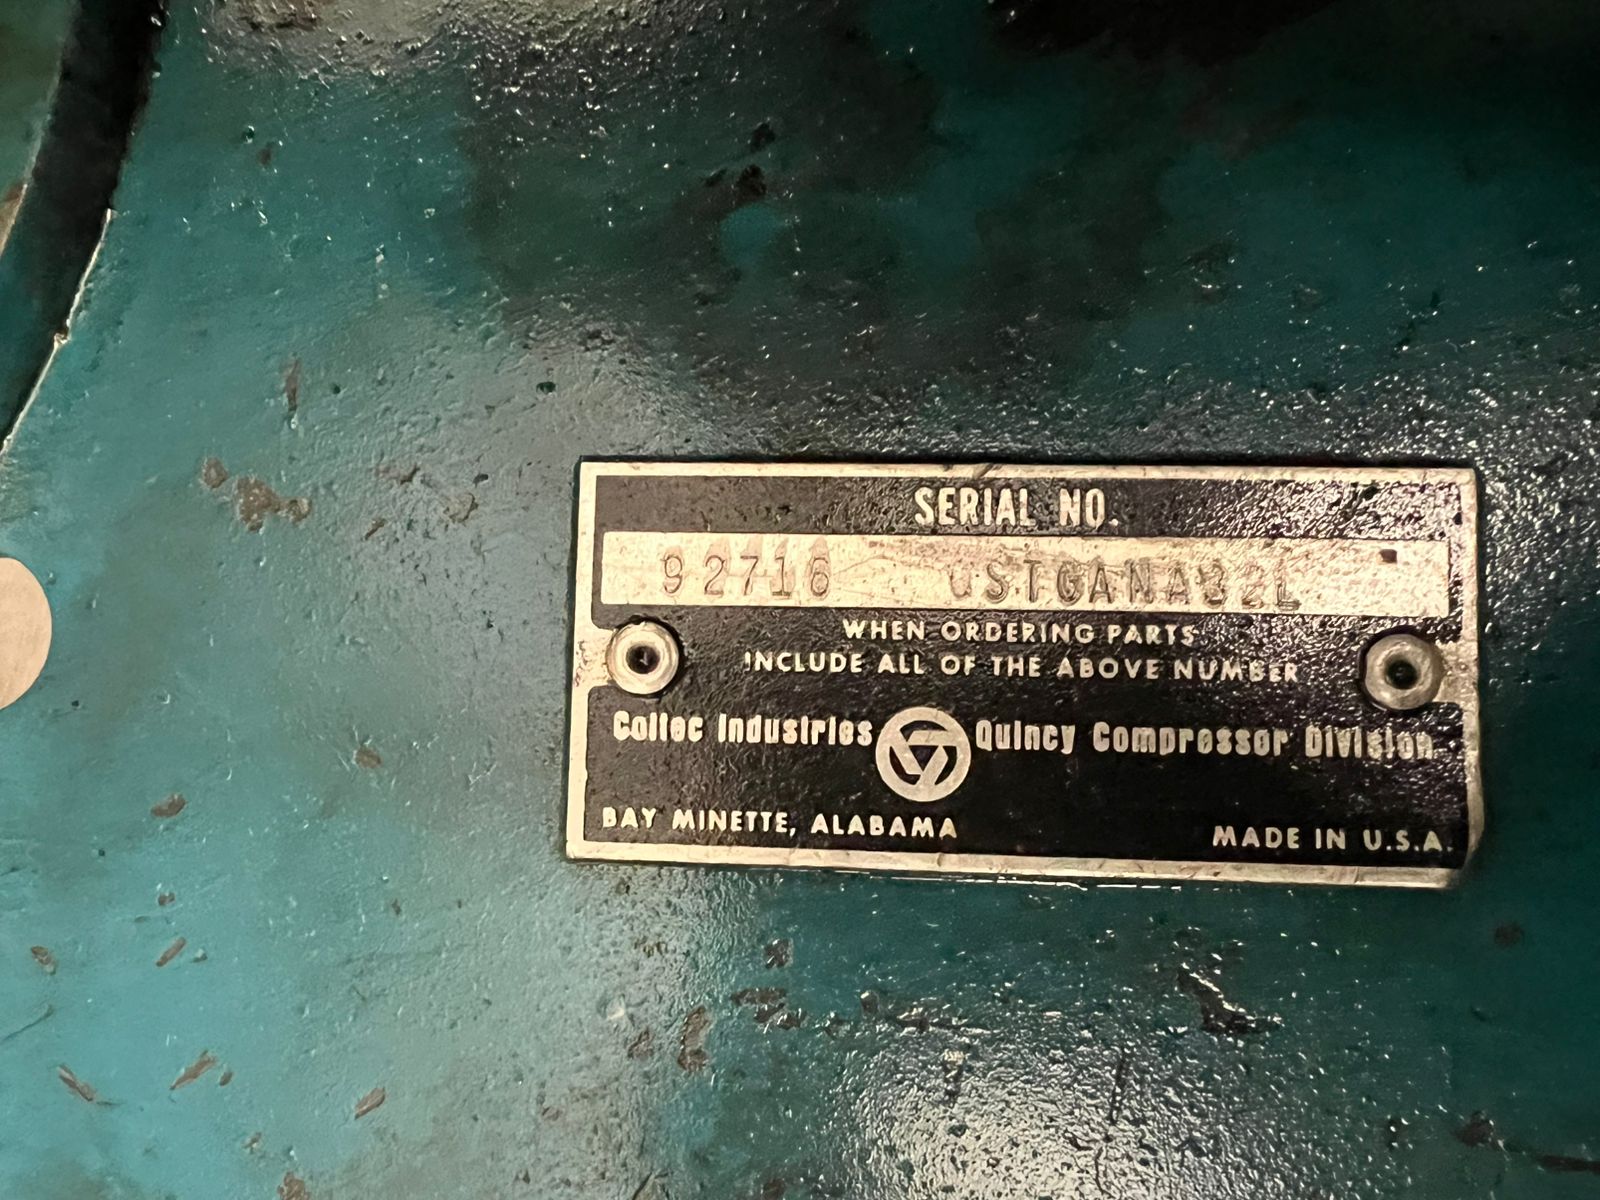 SERIAL NO.
92716 USTGANA32L
WHEN ORDERING PARTS
INCLUDE ALL OF THE ABOVE NUMBER
Coltec Industries Quincy Compressor Division
BAY MINETTE, ALABAMA MADE IN U.S.A.